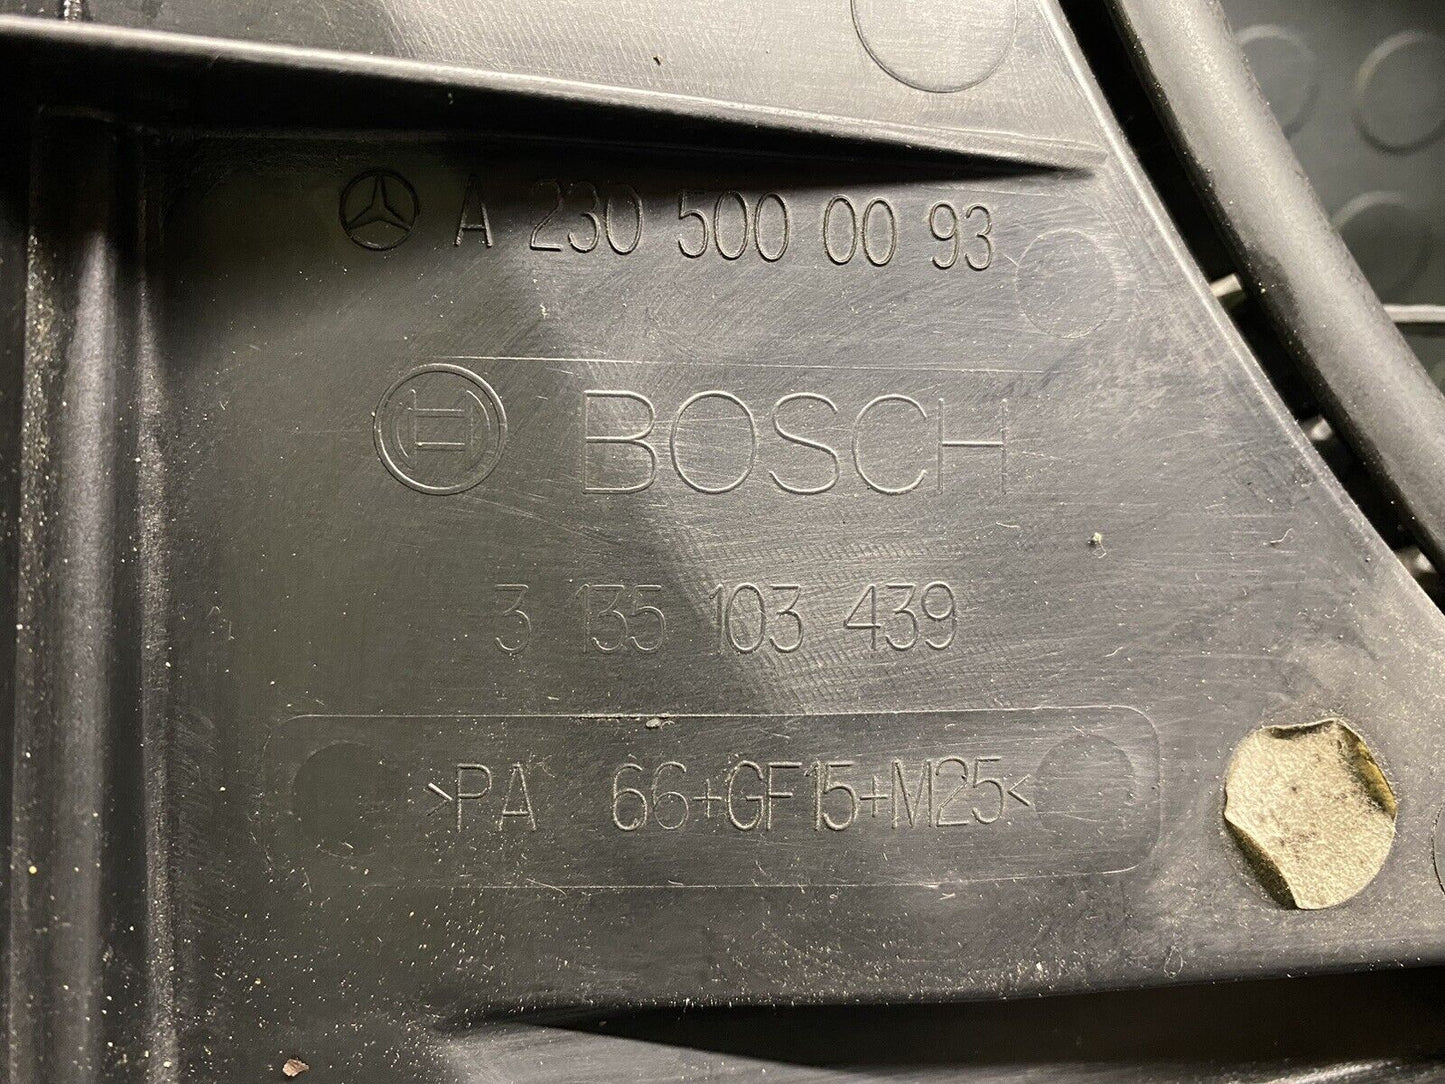 A 230 500 00 93
BOSCH
3 135 103 439
>PA 66+GF15+M25<